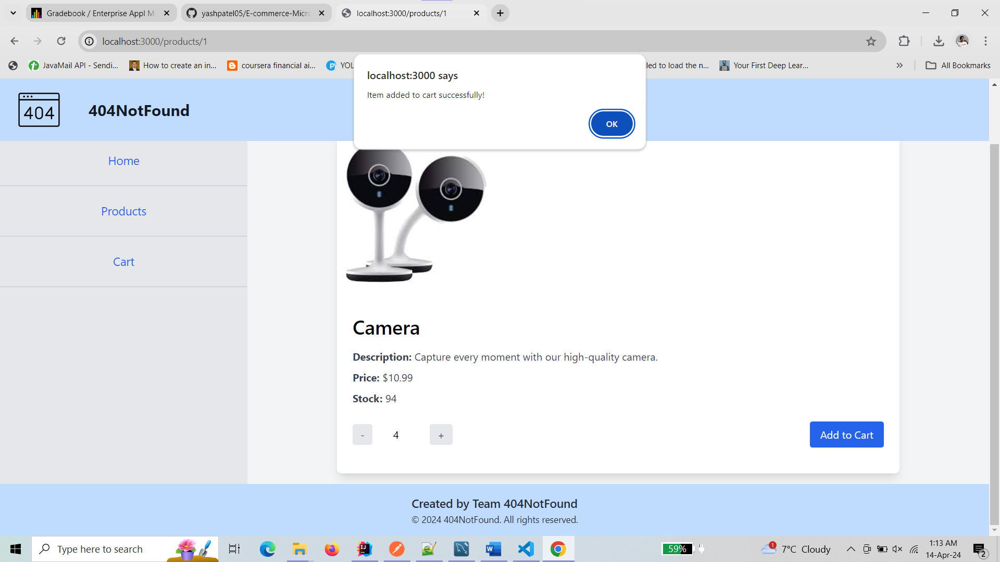 Gradebook / Enterprise Appl M
yashpatel05/E-commerce-Micro
localhost:3000/products/1
localhost:3000/products/1
JavaMail API - Sendi...
How to create an in...
coursera financial ai...
YOL
led to load the n...
Your First Deep Lear...
All Bookmarks
localhost:3000 says
Item added to cart successfully!
OK
404
404NotFound
Home
Products
Cart
Camera
Description: Capture every moment with our high-quality camera.
Price: $10.99
Stock: 94
- 4 +
Add to Cart
Created by Team 404NotFound
© 2024 404NotFound. All rights reserved.
Type here to search
59%
1
7°C Cloudy
1:13 AM
14-Apr-24
2